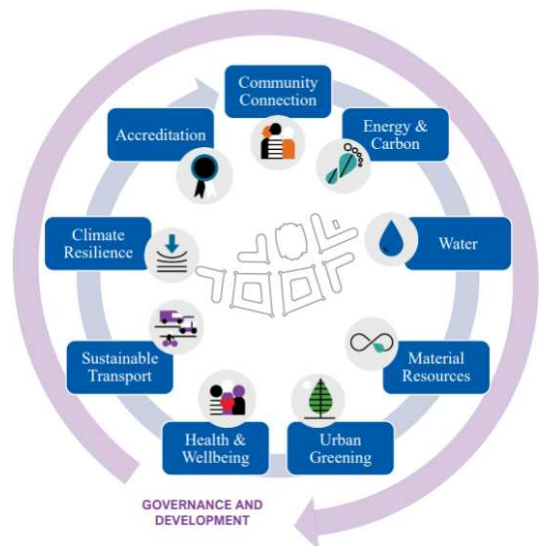 Community
Connection
Energy &
Carbon
Water
Material
Resources
Urban
Greening
Health &
Wellbeing
Sustainable
Transport
Climate
Resilience
Accreditation
GOVERNANCE AND
DEVELOPMENT